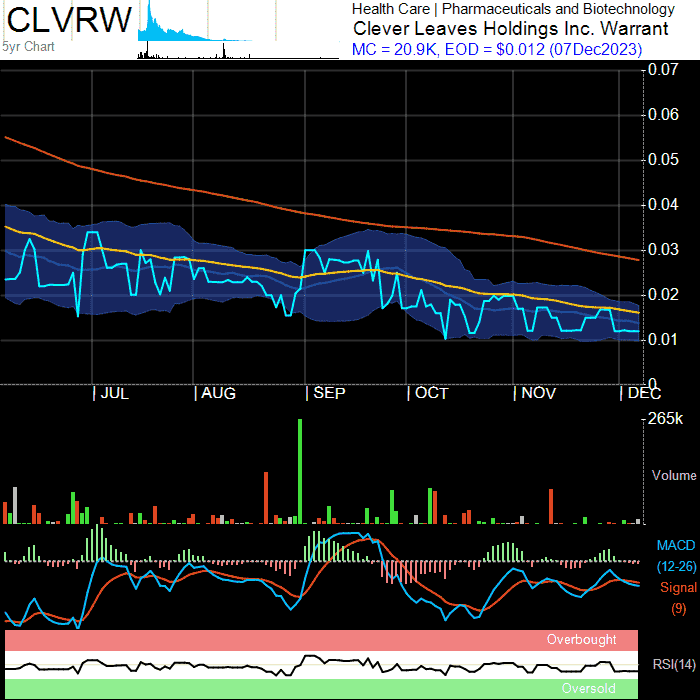 CLVRW
5yr Chart
Health Care | Pharmaceuticals and Biotechnology
Clever Leaves Holdings Inc. Warrant
MC = 20.9K, EOD = $0.012 (07Dec2023)
0.07
0.06
0.05
0.04
0.03
0.02
0.01
0
JUL AUG SEP OCT NOV DEC
265k
Volume
MACD
(12-26)
Signal
(9)
Overbought
RSI(14)
Oversold